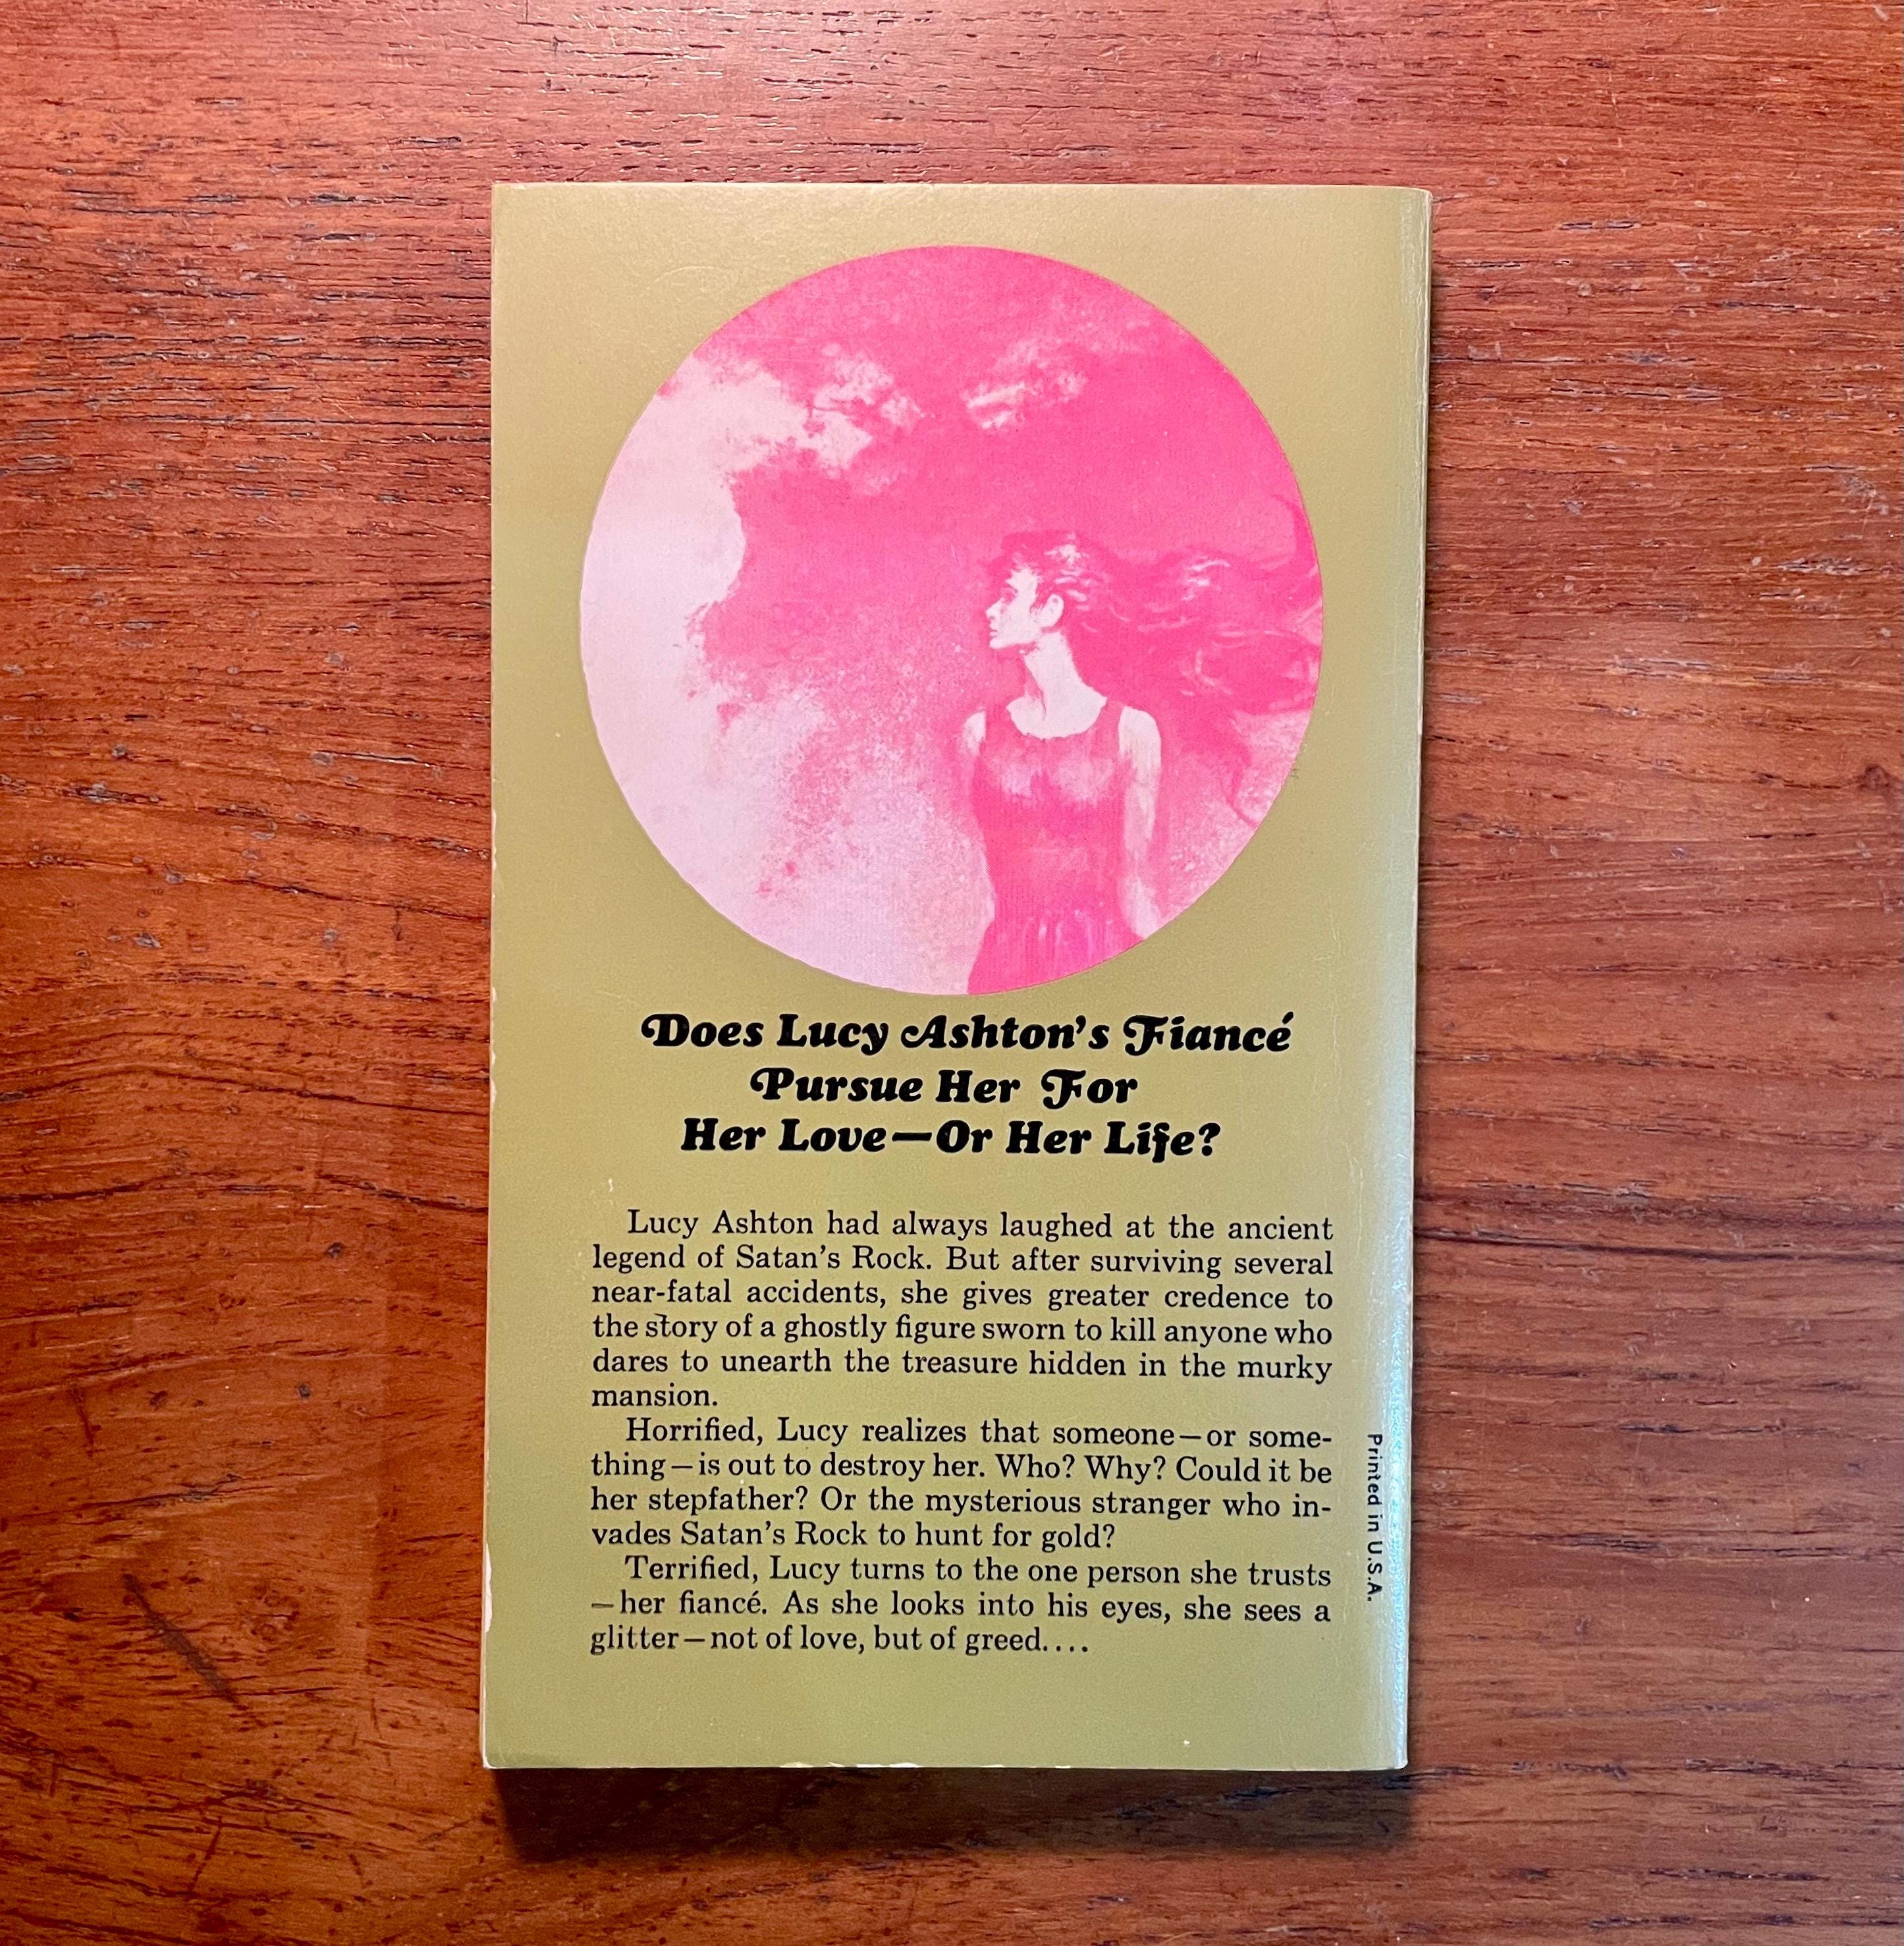 Does Lucy Ashton's Fiancé
Pursue Her For
Her Love—Or Her Life?
Lucy Ashton had always laughed at the ancient
legend of Satan's Rock. But after surviving several
near-fatal accidents, she gives greater credence to
the story of a ghostly figure sworn to kill anyone who
dares to unearth the treasure hidden in the murky
mansion.
Horrified, Lucy realizes that someone—or some-
thing—is out to destroy her. Who? Why? Could it be
her stepfather? Or the mysterious stranger who in-
vades Satan's Rock to hunt for gold?
Terrified, Lucy turns to the one person she trusts
—her fiancé. As she looks into his eyes, she sees a
glitter—not of love, but of greed....
Printed in U.S.A.